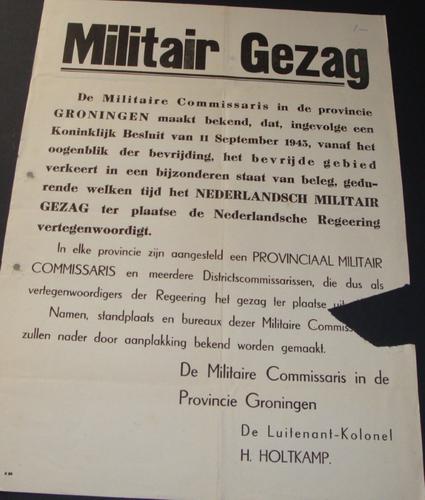 Militair Gezag
De Militaire Commissaris in de provincie
GRONINGEN maakt bekend, dat, ingevolge een
Koninklijk Besluit van 11 September 1943, vanaf het
oogenblik der bevrijding, het bevrijde gebied
verkeert in een bijzonderen staat van beleg, gedu-
rende welken tijd het NEDERLANDSCH MILITAIR
GEZAG ter plaatse de Nederlandsche Regeering
vertegenwoordigt.
In elke provincie zijn aangesteld een PROVINCIAAL MILITAIR
COMMISSARIS en meerdere Districtscommissarissen, die dus als
vertegenwoordigers der Regeering het gezag ter plaatse
Namen, standplaats en bureaux dezer Militaire Commiss
zullen nader door aanplakking bekend worden gemaakt.
De Militaire Commissaris in de
Provincie Groningen
De Luitenant-Kolonel
H. HOLTKAMP.